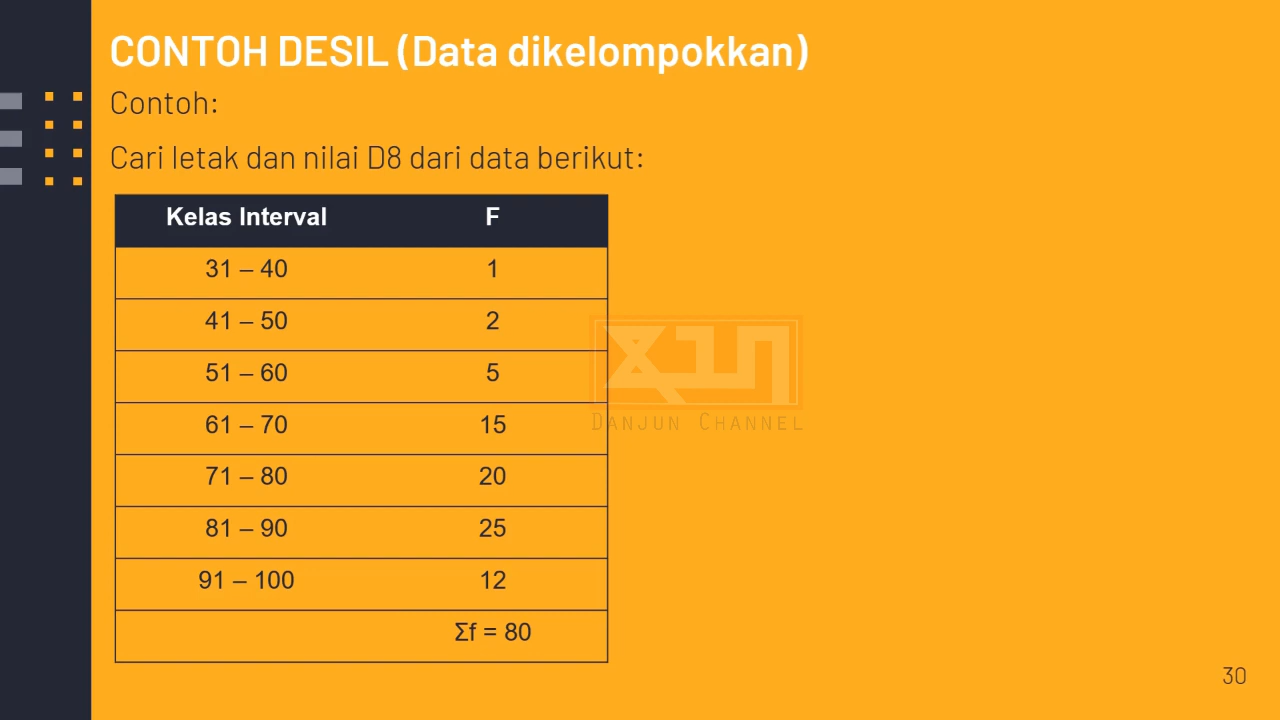 CONTOH DESIL (Data dikelompokkan)
Contoh:
Cari letak dan nilai D8 dari data berikut:
Kelas Interval F
31 – 40 1
41 – 50 2
51 – 60 5
61 – 70 15
71 – 80 20
81 – 90 25
91 – 100 12
Σf = 80
Danjun Channel
30